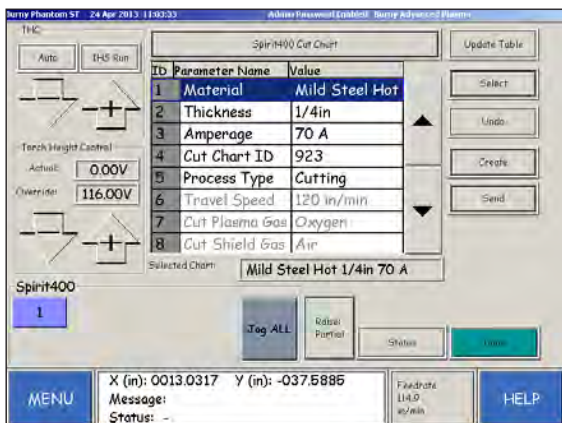 Burny Phantom ST 24 Apr 2013 11:03:33 Admin Password Enabled Burny Advanced Plasma
THC
Auto
IHS Run
Spirit400 Cut Chart
Update Table
ID Parameter Name Value
1 Material Mild Steel Hot
2 Thickness 1/4in
3 Amperage 70 A
4 Cut Chart ID 923
5 Process Type Cutting
6 Travel Speed 120 in/min
7 Cut Plasma Gas Oxygen
8 Cut Shield Gas Air
Select
Undo
Create
Send
Torch Height Control
Actual: 0.00V
Override: 116.00V
Selected Chart: Mild Steel Hot 1/4in 70 A
Spirit400
1
Jog ALL
Raise/
Partial
Status
MENU
X (in): 0013.0317 Y (in): -037.5885
Message:
Status: -
Feedrate
114.0
in/min
HELP